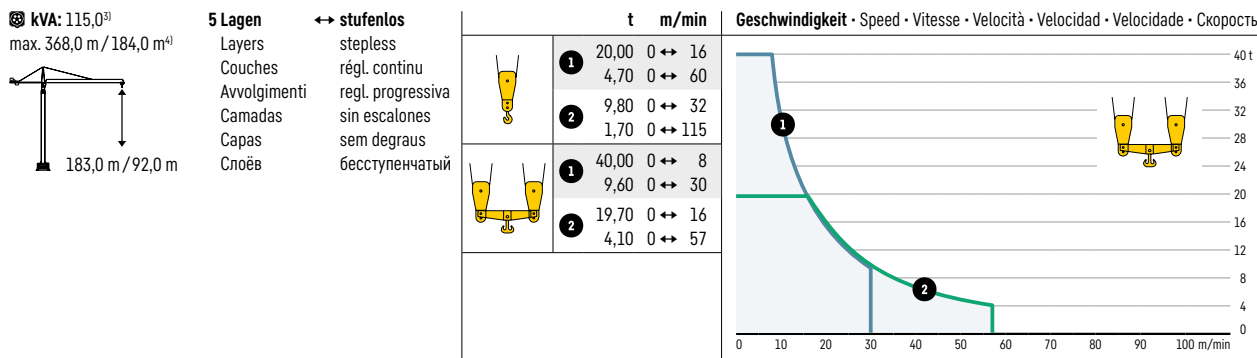 kVA: 115,0³⁾
max. 368,0 m / 184,0 m⁴⁾
183,0 m / 92,0 m
5 Lagen ↔ stufenlos
Layers stepless
Couches régl. continu
Avvolgimenti regl. progressiva
Camadas sin escalones
Capas sem degraus
Слоёв бесступенчатый
t m/min
1 20,00 0 ↔ 16
4,70 0 ↔ 60
2 9,80 0 ↔ 32
1,70 0 ↔ 115
1 40,00 0 ↔ 8
9,60 0 ↔ 30
2 19,70 0 ↔ 16
4,10 0 ↔ 57
Geschwindigkeit · Speed · Vitesse · Velocità · Velocidad · Velocidade · Скорость
40 t
36
32
28
24
20
16
12
8
4
0
1
2
0 10 20 30 40 50 60 70 80 90 100 m/min